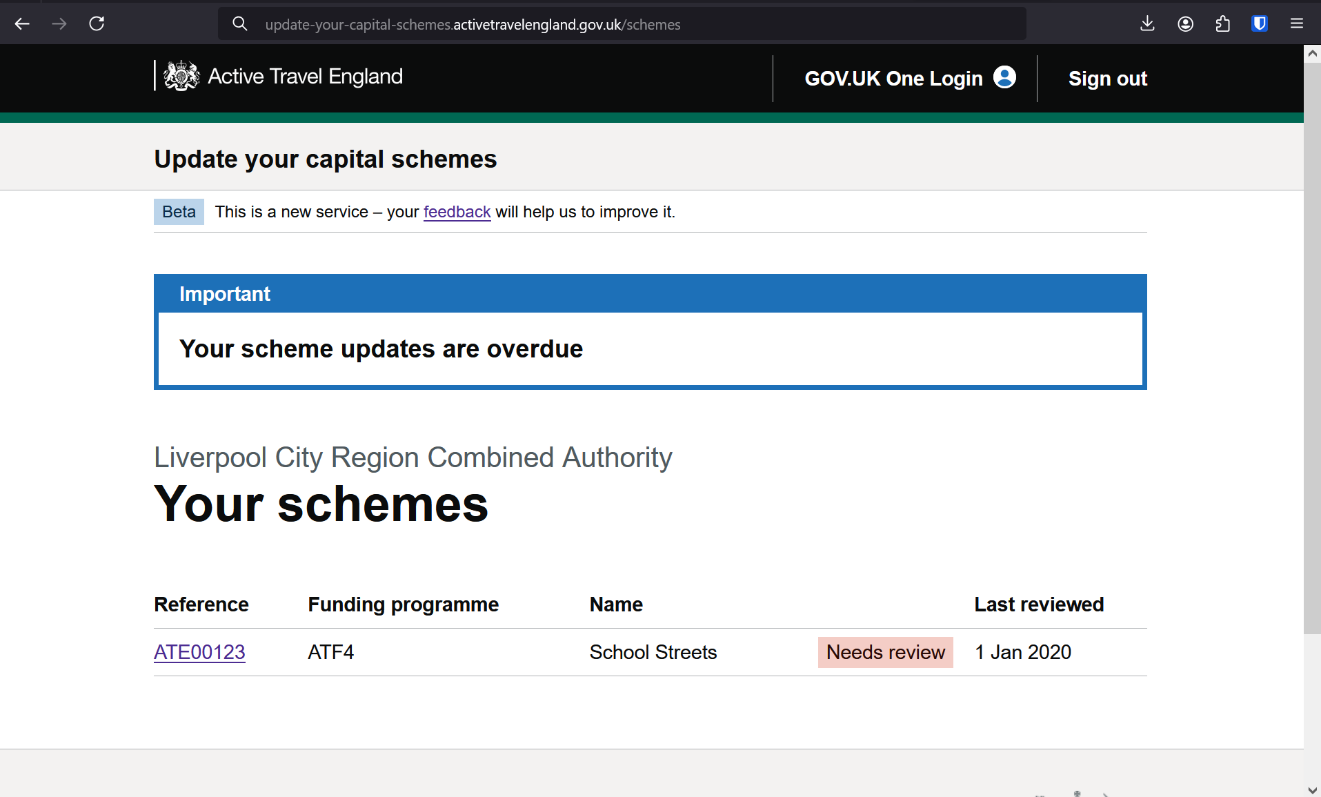 update-your-capital-schemes.activetravelengland.gov.uk/schemes
Active Travel England
GOV.UK One Login
Sign out
Update your capital schemes
Beta This is a new service – your feedback will help us to improve it.
Important
Your scheme updates are overdue
Liverpool City Region Combined Authority
Your schemes
Reference Funding programme Name Last reviewed
ATE00123 ATF4 School Streets Needs review 1 Jan 2020